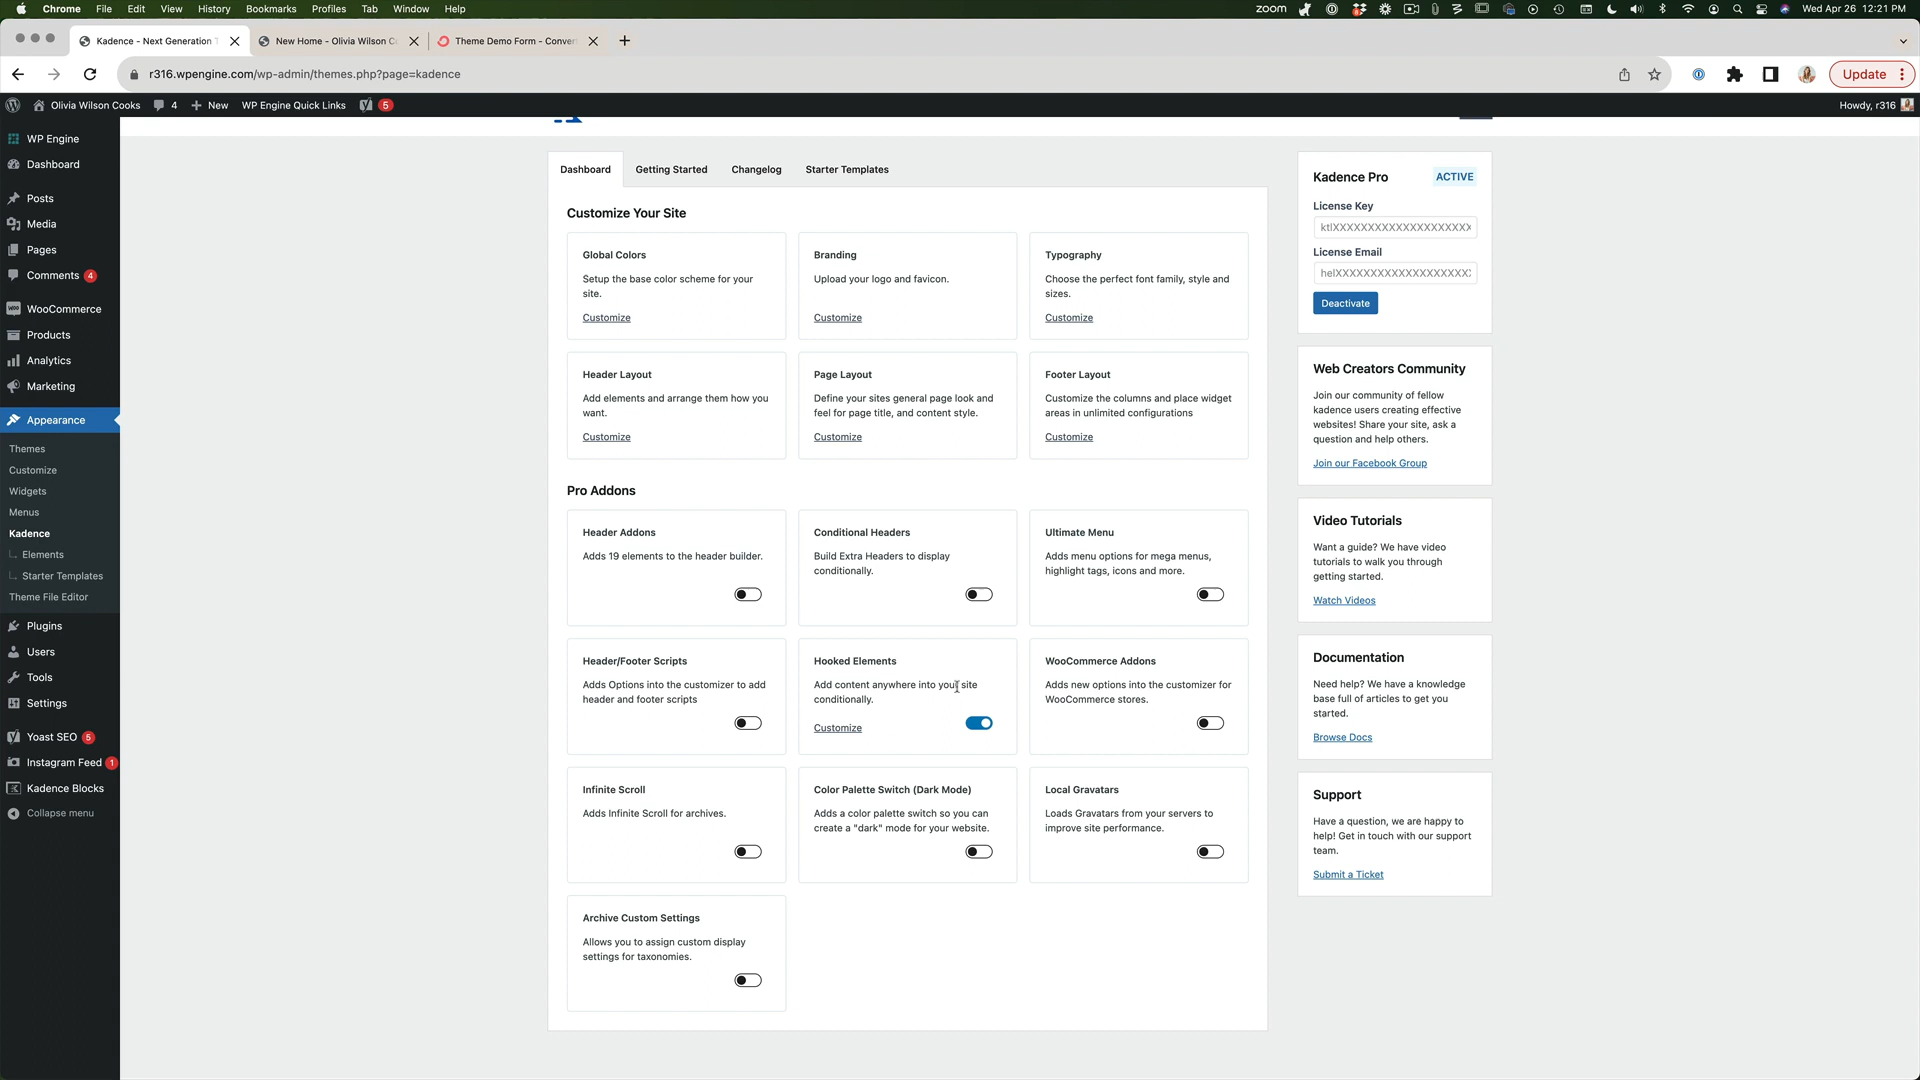 Chrome File Edit View History Bookmarks Profiles Tab Window Help zoom Wed Apr 26 12:21 PM
Kadence - Next Generation T New Home - Olivia Wilson Co Theme Demo Form - Conver
r316.wpengine.com/wp-admin/themes.php?page=kadence Update
Olivia Wilson Cooks 4 New WP Engine Quick Links 5 Howdy, r316
WP Engine
Dashboard
Posts
Media
Pages
Comments 4
WooCommerce
Products
Analytics
Marketing
Appearance
Themes
Customize
Widgets
Menus
Kadence
Elements
Starter Templates
Theme File Editor
Plugins
Users
Tools
Settings
Yoast SEO 5
Instagram Feed 1
Kadence Blocks
Collapse menu
Dashboard Getting Started Changelog Starter Templates
Customize Your Site
Global Colors
Setup the base color scheme for your
site.
Customize
Branding
Upload your logo and favicon.
Customize
Typography
Choose the perfect font family, style and
sizes.
Customize
Header Layout
Add elements and arrange them how you
want.
Customize
Page Layout
Define your sites general page look and
feel for page title, and content style.
Customize
Footer Layout
Customize the columns and place widget
areas in unlimited configurations
Customize
Pro Addons
Header Addons
Adds 19 elements to the header builder.
Conditional Headers
Build Extra Headers to display
conditionally.
Ultimate Menu
Adds menu options for mega menus,
highlight tags, icons and more.
Header/Footer Scripts
Adds Options into the customizer to add
header and footer scripts
Hooked Elements
Add content anywhere into your site
conditionally.
Customize
WooCommerce Addons
Adds new options into the customizer for
WooCommerce stores.
Infinite Scroll
Adds Infinite Scroll for archives.
Color Palette Switch (Dark Mode)
Adds a color palette switch so you can
create a "dark" mode for your website.
Local Gravatars
Loads Gravatars from your servers to
improve site performance.
Archive Custom Settings
Allows you to assign custom display
settings for taxonomies.
Kadence Pro ACTIVE
License Key
ktlXXXXXXXXXXXXXXXXXXXX
License Email
helXXXXXXXXXXXXXXXXXXXX
Deactivate
Web Creators Community
Join our community of fellow
kadence users creating effective
websites! Share your site, ask a
question and help others.
Join our Facebook Group
Video Tutorials
Want a guide? We have video
tutorials to walk you through
getting started.
Watch Videos
Documentation
Need help? We have a knowledge
base full of articles to get you
started.
Browse Docs
Support
Have a question, we are happy to
help! Get in touch with our support
team.
Submit a Ticket